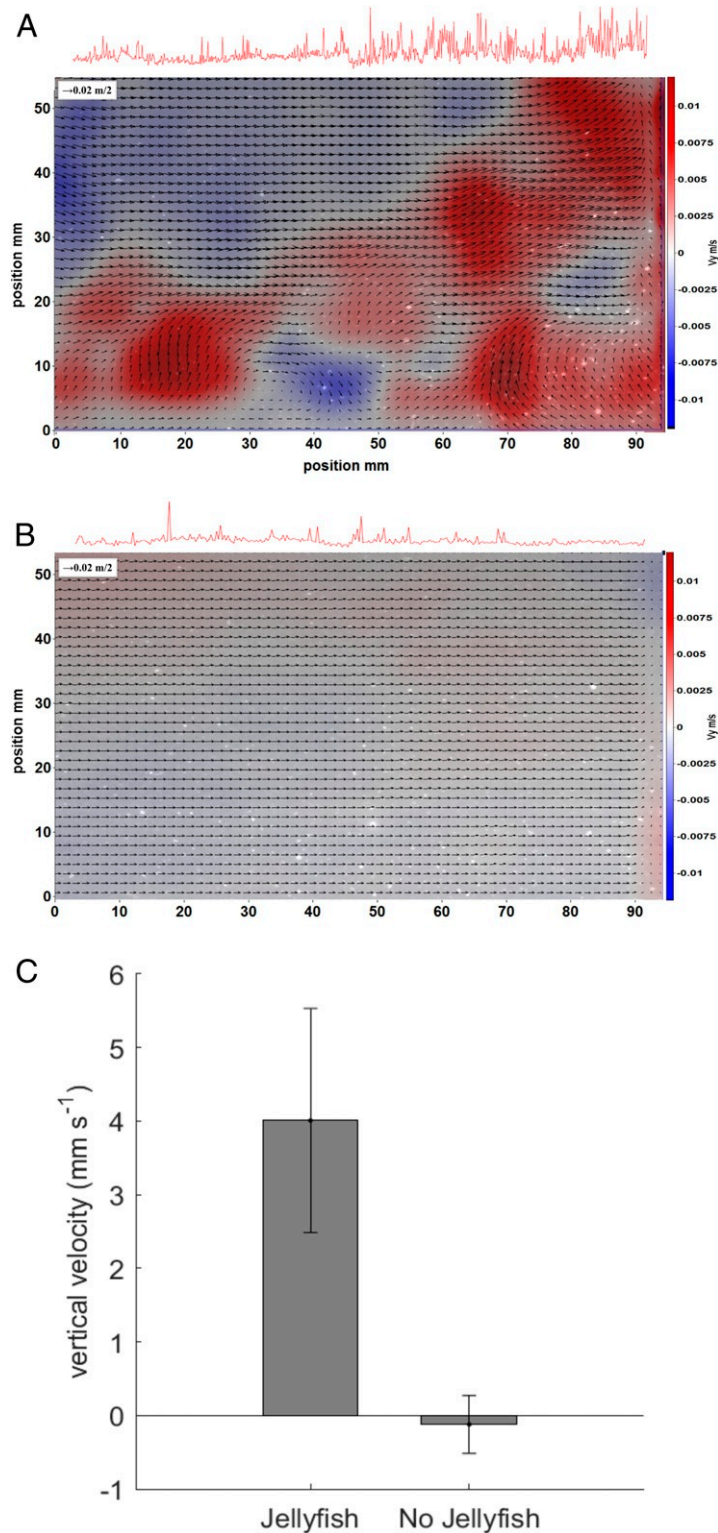 A
→0.02 m/2
50
40
30
20
10
0
position mm
0 10 20 30 40 50 60 70 80 90
position mm
0.01
0.005
0.0025
0
-0.0025
-0.005
-0.0075
-0.01
Vy m/s
B
→0.02 m/2
50
40
30
20
10
0
position mm
0 10 20 30 40 50 60 70 80 90
0.01
0.0075
0.005
0.0025
0
-0.0025
-0.005
-0.0075
-0.01
Vy m/s
C
6
5
4
3
2
1
0
-1
vertical velocity (mm s⁻¹)
Jellyfish No Jellyfish